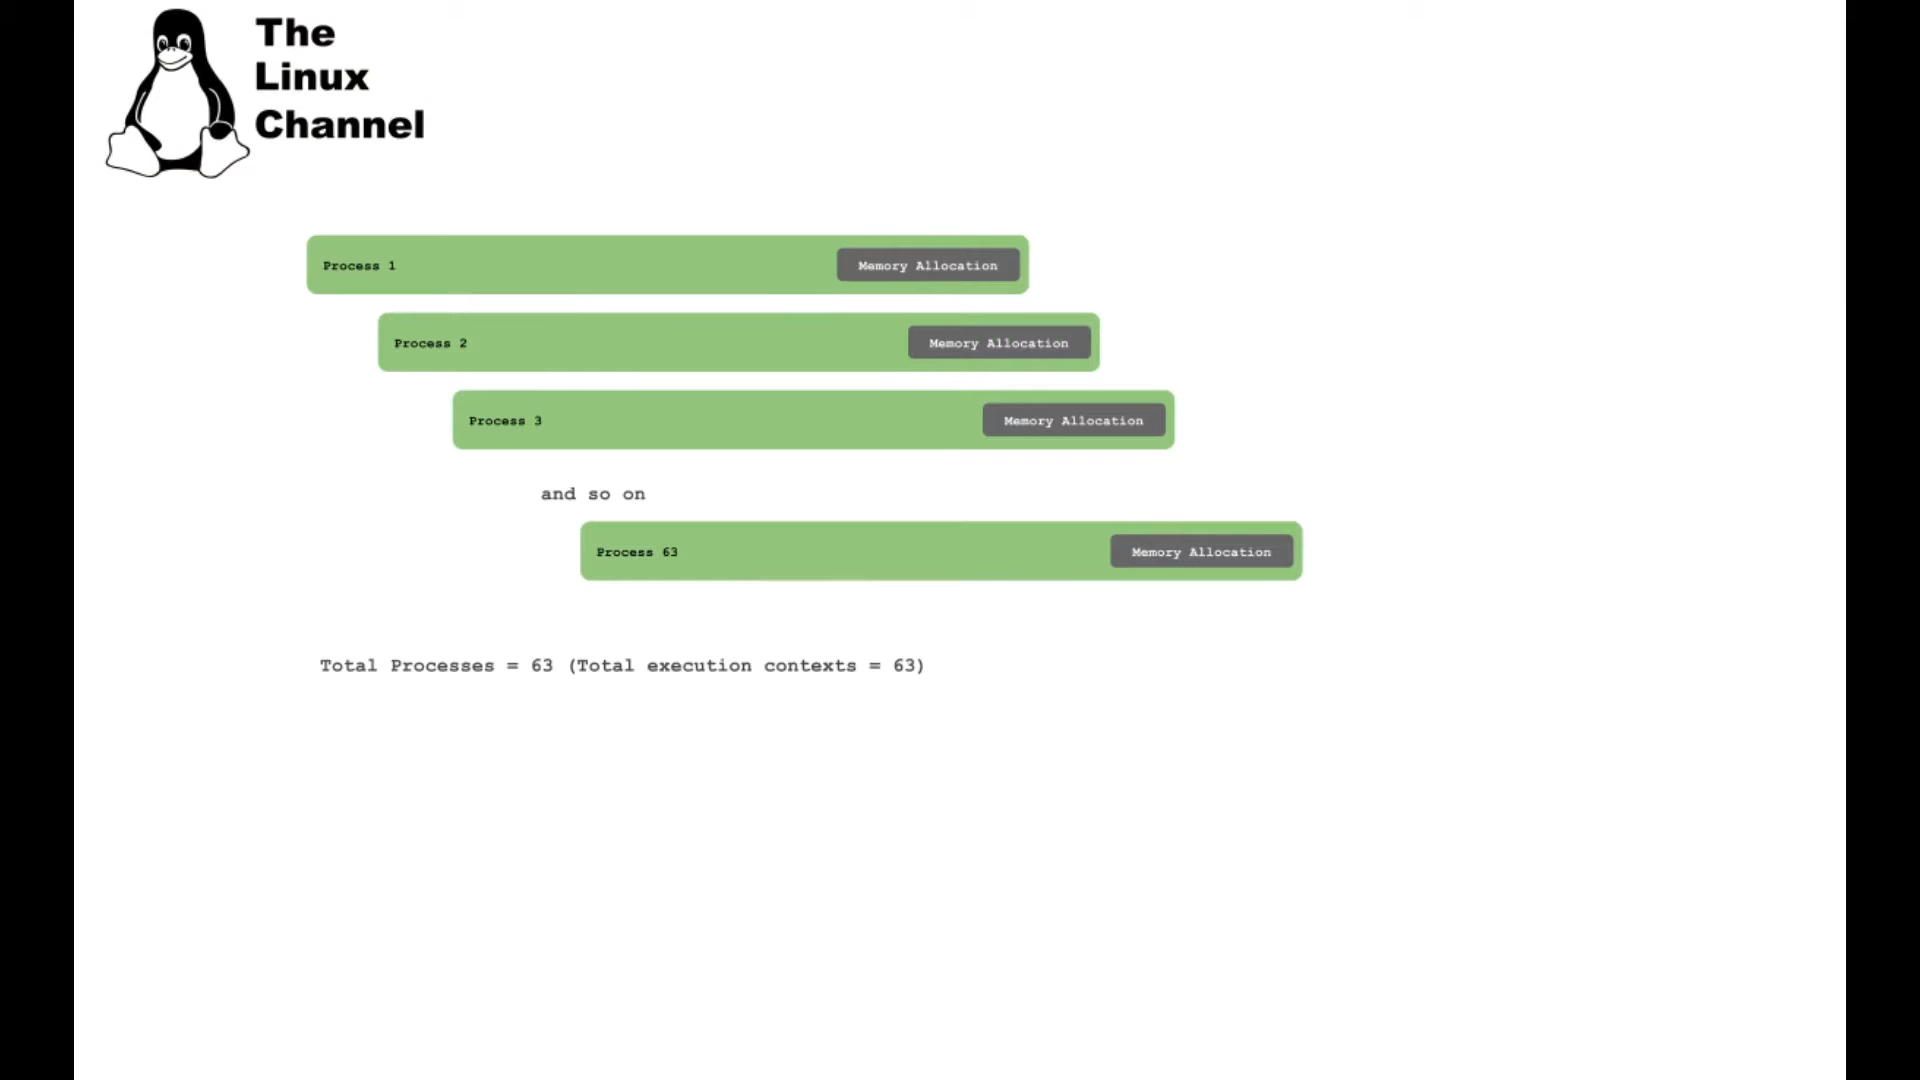 The
Linux
Channel
Process 1 Memory Allocation
Process 2 Memory Allocation
Process 3 Memory Allocation
and so on
Process 63 Memory Allocation
Total Processes = 63 (Total execution contexts = 63)